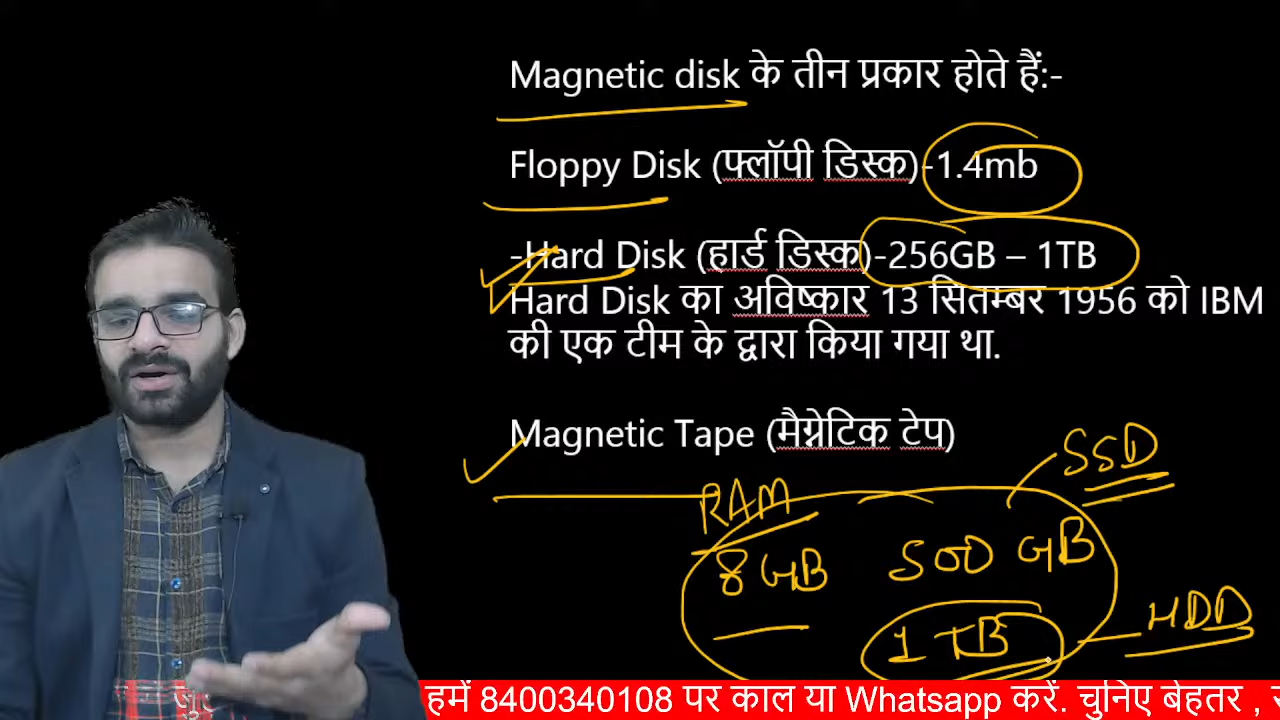 Magnetic disk के तीन प्रकार होते हैं:-
Floppy Disk (फ्लॉपी डिस्क)-1.4mb
-Hard Disk (हार्ड डिस्क)-256GB – 1TB
Hard Disk का अविष्कार 13 सितम्बर 1956 को IBM
की एक टीम के द्वारा किया गया था.
Magnetic Tape (मैग्नेटिक टेप)
SSD
RAM
8 GB 500 GB
1 TB
HDD
हमें 8400340108 पर काल या Whatsapp करें. चुनिए बेहतर ,